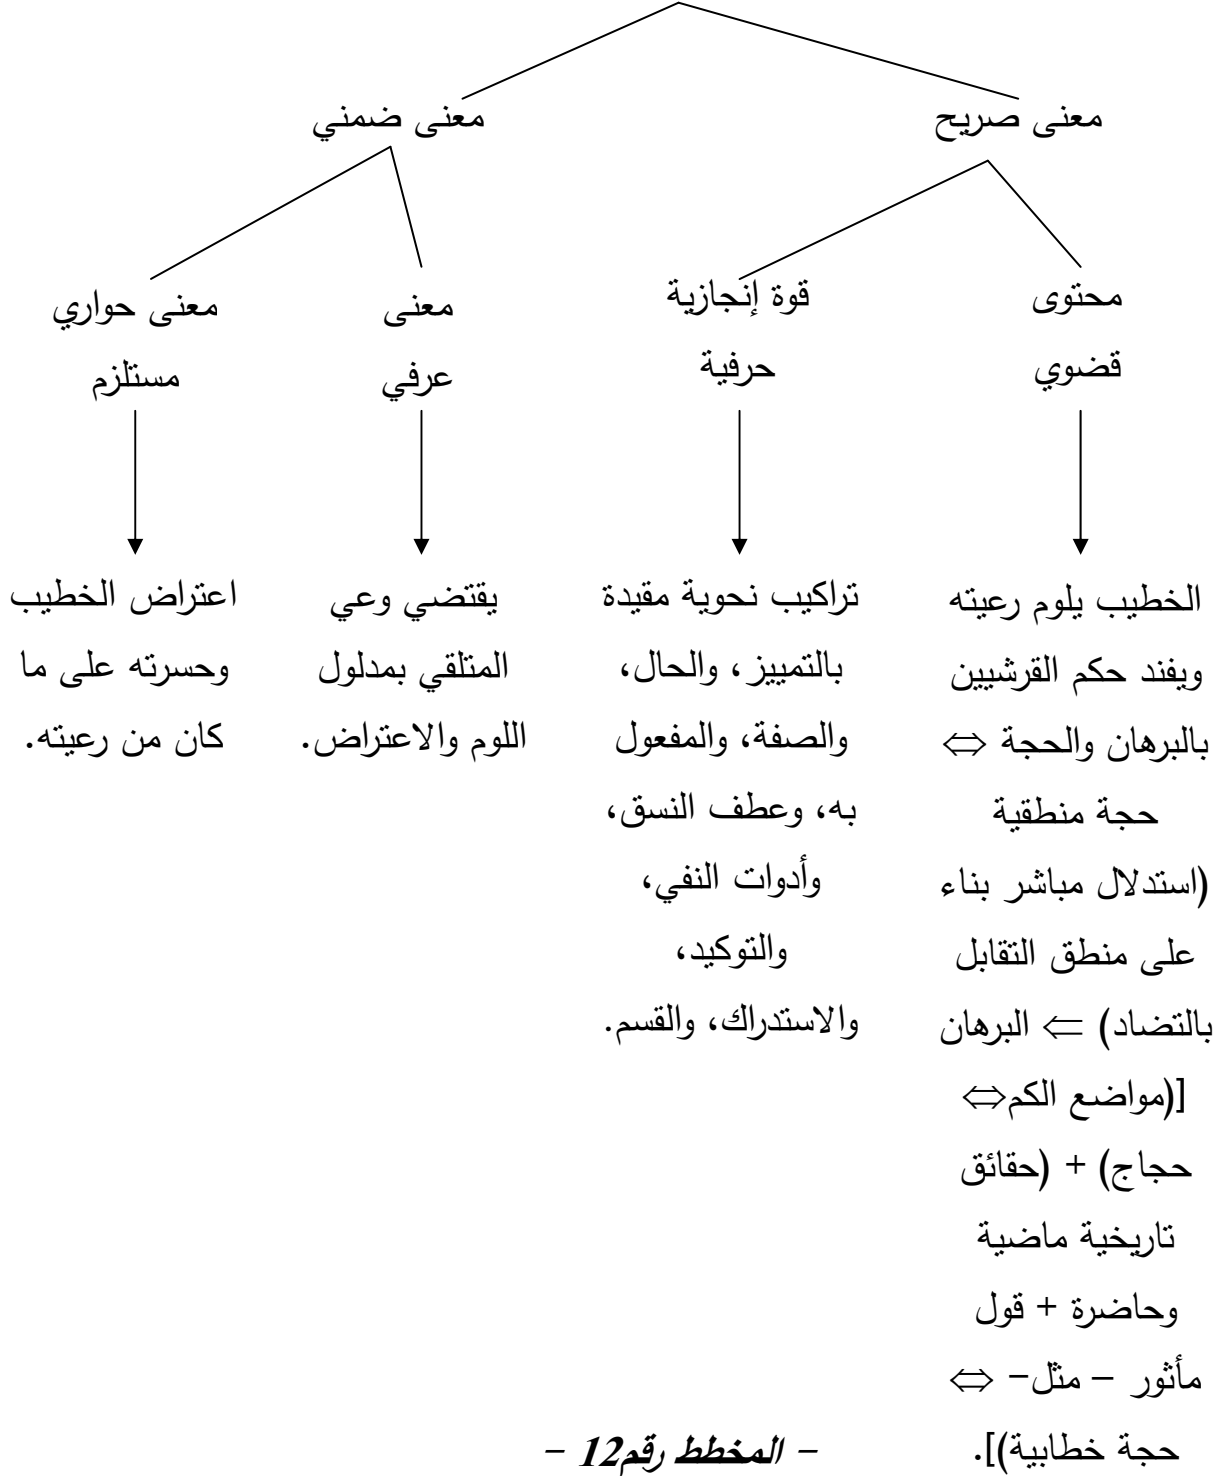 معنى صريح
معنى ضمني
محتوى
قضوي
قوة إنجازية
حرفية
معنى
عرفي
معنى حواري
مستلزم
الخطيب يلوم رعيته
ويفند حكم القرشيين
بالبرهان والحجة ⇔
حجة منطقية
(استدلال مباشر بناء
على منطق التقابل
بالتضاد) ⇐ البرهان
[(مواضع الكم⇔
حجاج) + (حقائق
تاريخية ماضية
وحاضرة + قول
مأثور – مثل- ⇔
حجة خطابية)].
تراكيب نحوية مقيدة
بالتمييز، والحال،
والصفة، والمفعول
به، وعطف النسق،
وأدوات النفي،
والتوكيد،
والاستدراك، والقسم.
يقتضي وعي
المتلقي بمدلول
اللوم والاعتراض.
اعتراض الخطيب
وحسرته على ما
كان من رعيته.
- المخطط رقم12 -